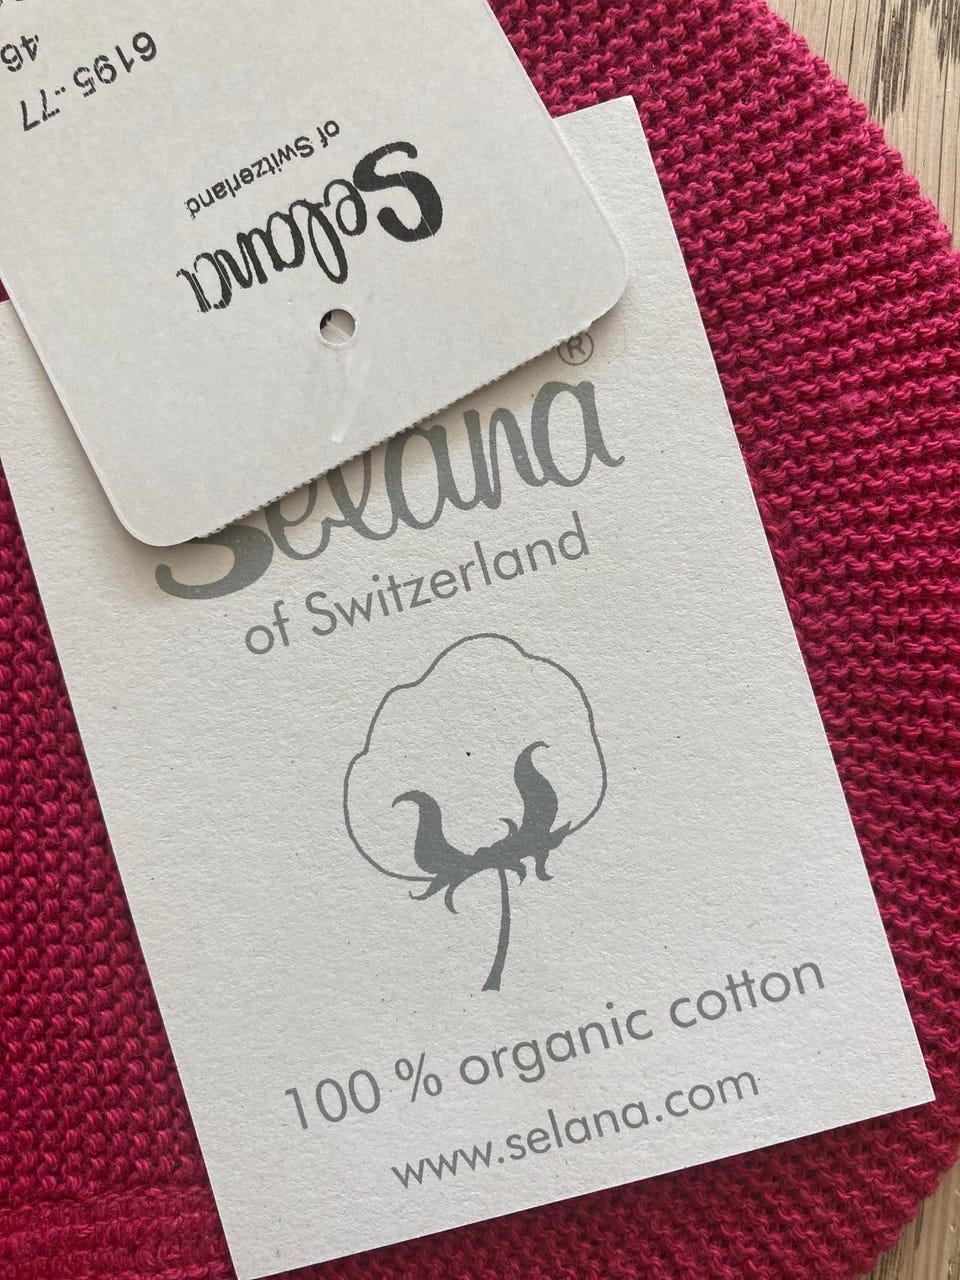 46
6195..77
of Switzerland
Selana
®
Selana
of Switzerland
100 % organic cotton
www.selana.com